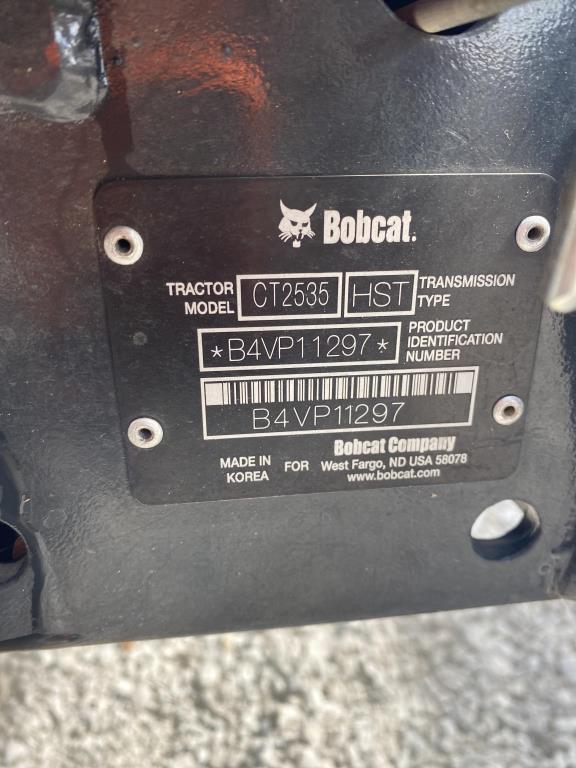 Bobcat.
TRACTOR MODEL CT2535 HST TRANSMISSION TYPE
*B4VP11297* PRODUCT IDENTIFICATION NUMBER
B4VP11297
MADE IN KOREA FOR Bobcat Company
West Fargo, ND USA 58078
www.bobcat.com